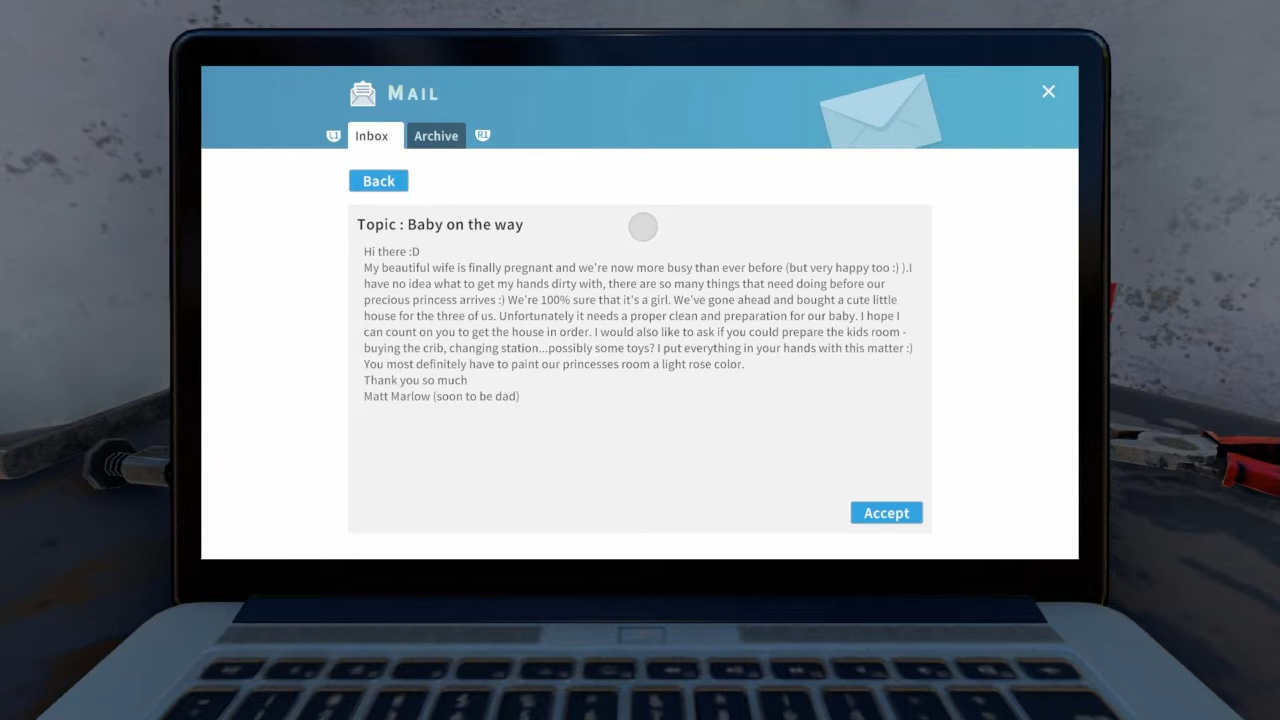 MAIL
L1 Inbox Archive R1
Back
Topic : Baby on the way
Hi there :D
My beautiful wife is finally pregnant and we're now more busy than ever before (but very happy too :) ).I
have no idea what to get my hands dirty with, there are so many things that need doing before our
precious princess arrives :) We're 100% sure that it's a girl. We've gone ahead and bought a cute little
house for the three of us. Unfortunately it needs a proper clean and preparation for our baby. I hope I
can count on you to get the house in order. I would also like to ask if you could prepare the kids room -
buying the crib, changing station...possibly some toys? I put everything in your hands with this matter :)
You most definitely have to paint our princesses room a light rose color.
Thank you so much
Matt Marlow (soon to be dad)
Accept